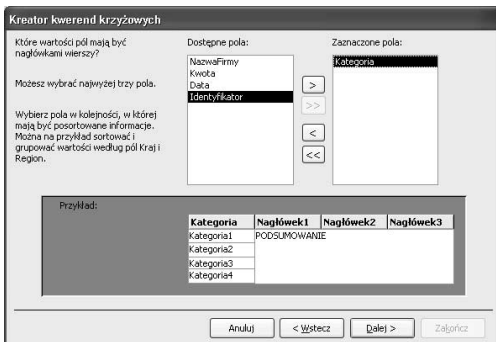 Kreator kwerend krzyżowych
Które wartości pól mają być
nagłówkami wierszy?
Możesz wybrać najwyżej trzy pola.
Wybierz pola w kolejności, w której
mają być posortowane informacje.
Można na przykład sortować i
grupować wartości według pól Kraj i
Region.
Dostępne pola:
NazwaFirmy
Kwota
Data
Identyfikator
>
>>
<
<<
Zaznaczone pola:
Kategoria
Przykład:
Kategoria Nagłówek1 Nagłówek2 Nagłówek3
Kategoria1 PODSUMOWANIE
Kategoria2
Kategoria3
Kategoria4
Anuluj < Wstecz Dalej > Zakończ